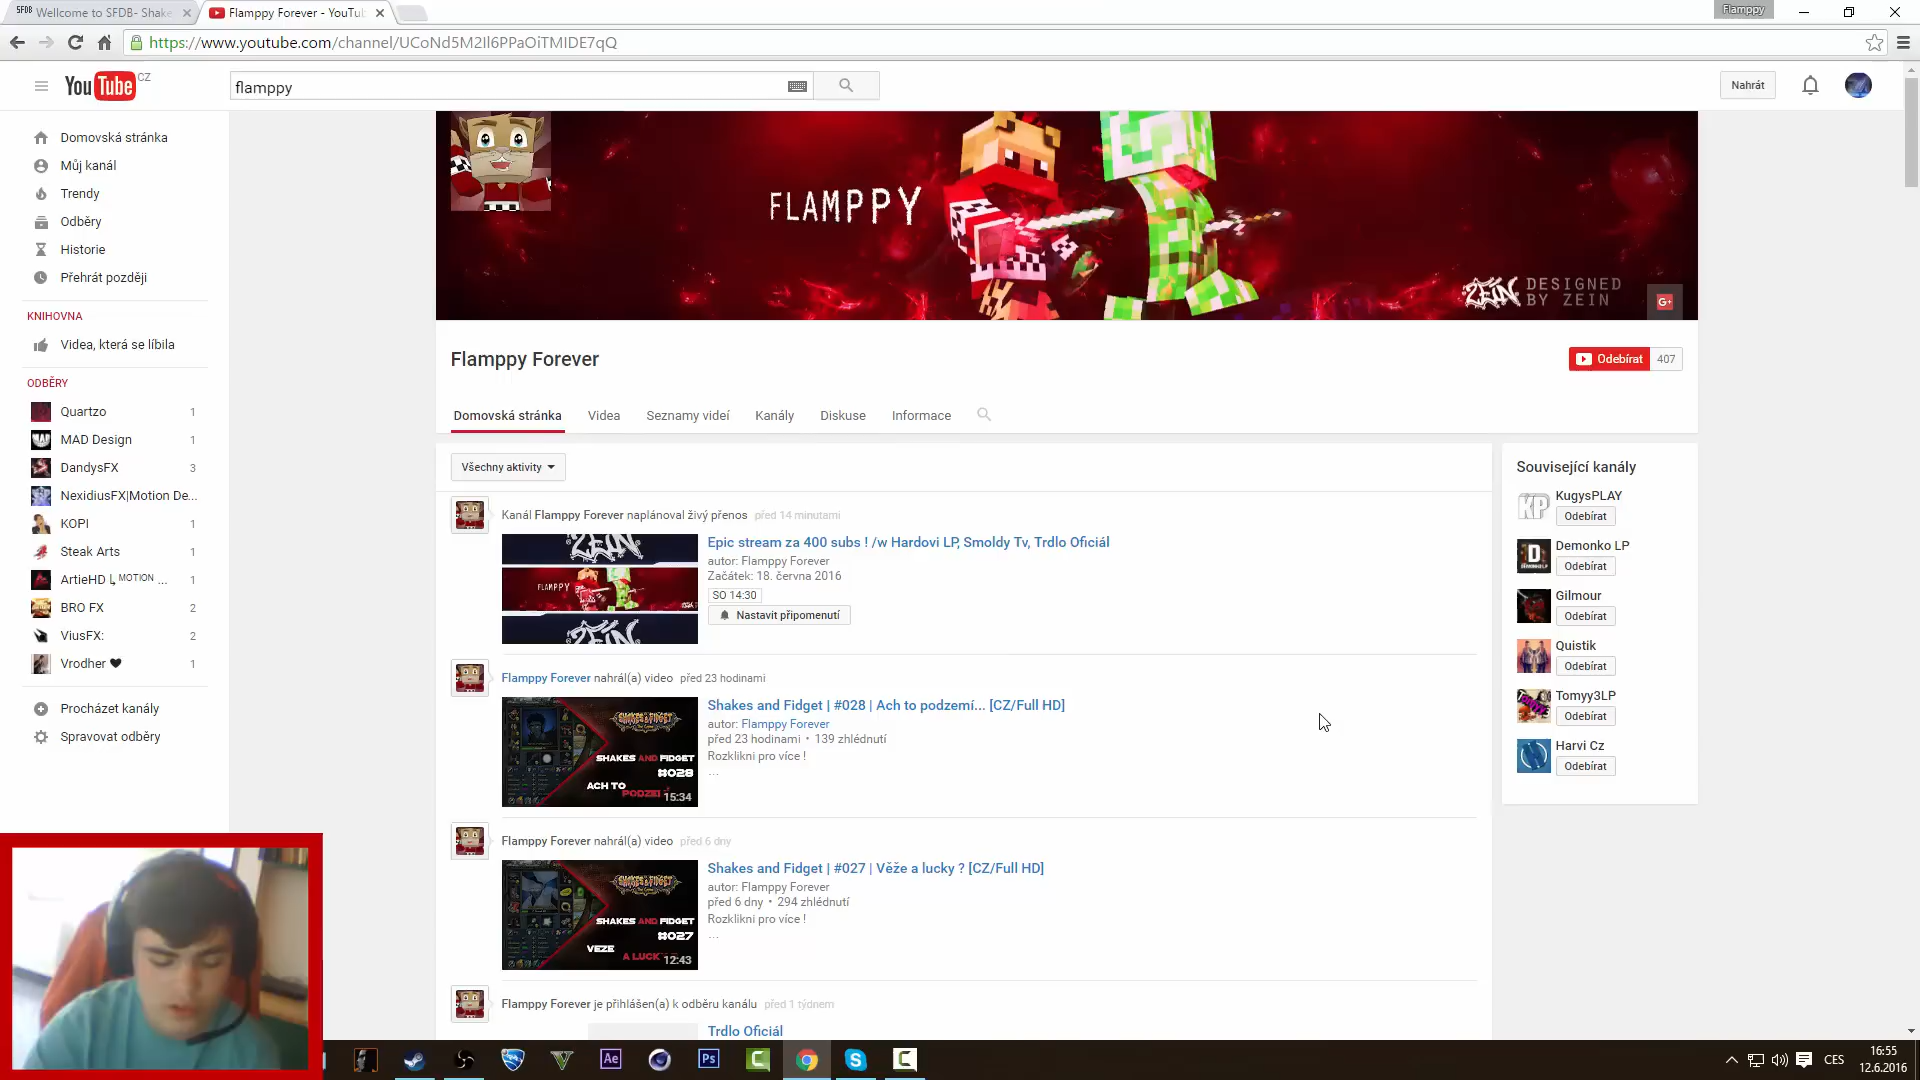 SFDB Wellcome to SFDB- Shake
Flamppy Forever - YouTu
Flamppy
https://www.youtube.com/channel/UCoNd5M2Il6PPaOiTMIDE7qQ
YouTube CZ
flamppy
Nahrát
Domovská stránka
Můj kanál
Trendy
Odběry
Historie
Přehrát později
KNIHOVNA
Videa, která se líbila
ODBĚRY
Quartzo 1
MAD Design 1
DandysFX 3
NexidiusFX|Motion De...
KOPI 1
Steak Arts 1
ArtieHD MOTION ... 1
BRO FX 2
ViusFX: 2
Vrodher 1
Procházet kanály
Spravovat odběry
FLAMPPY
ZEIN DESIGNED
BY ZEIN
G+
Flamppy Forever
Odebírat 407
Domovská stránka Videa Seznamy videí Kanály Diskuse Informace
Všechny aktivity
Kanál Flamppy Forever naplánoval živý přenos před 14 minutami
ZEIN
FLAMPPY
ZEIN
Epic stream za 400 subs ! /w Hardovi LP, Smoldy Tv, Trdlo Oficiál
autor: Flamppy Forever
Začátek: 18. června 2016
SO 14:30
Nastavit připomenutí
Flamppy Forever nahrál(a) video před 23 hodinami
SHAKES AND FIDGET
#028
ACH TO
15:34
Shakes and Fidget | #028 | Ach to podzemí... [CZ/Full HD]
autor: Flamppy Forever
před 23 hodinami • 139 zhlédnutí
Rozklikni pro více !
...
Flamppy Forever nahrál(a) video před 6 dny
SHAKES AND FIDGET
#027
VEZE
A LUCK
12:43
Shakes and Fidget | #027 | Věže a lucky ? [CZ/Full HD]
autor: Flamppy Forever
před 6 dny • 294 zhlédnutí
Rozklikni pro více !
...
Flamppy Forever je přihlášen(a) k odběru kanálu před 1 týdnem
Trdlo Oficiál
Související kanály
KP KugysPLAY
Odebírat
D Demonko LP
Odebírat
Gilmour
Odebírat
Quistik
Odebírat
Tomyy3LP
Odebírat
Harvi Cz
Odebírat
Ae
Ps
CES
16:55
12.6.2016